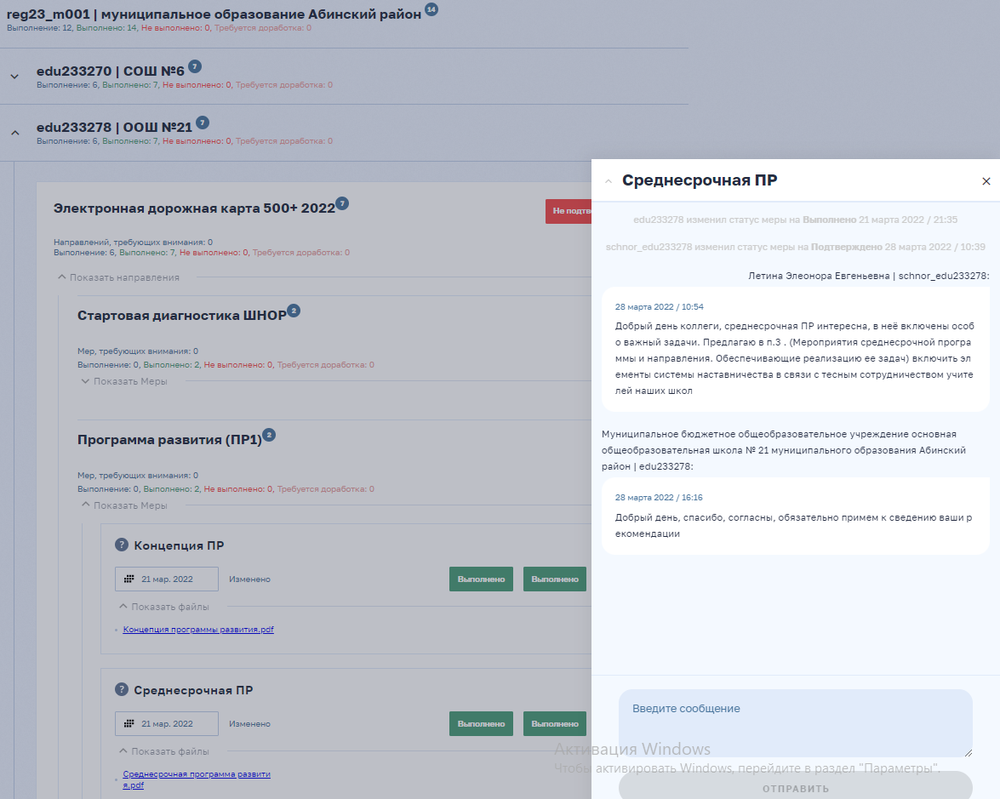 reg23_m001 | муниципальное образование Абинский район 14
Выполнение: 12, Выполнено: 14, Не выполнено: 0, Требуется доработка: 0
edu233270 | СОШ №6 7
Выполнение: 6, Выполнено: 7, Не выполнено: 0, Требуется доработка: 0
edu233278 | ООШ №21 7
Выполнение: 6, Выполнено: 7, Не выполнено: 0, Требуется доработка: 0
Электронная дорожная карта 500+ 2022 7
Не подтв
Направлений, требующих внимания: 0
Выполнение: 6, Выполнено: 7, Не выполнено: 0, Требуется доработка: 0
Показать направления
Стартовая диагностика ШНОР 2
Мер, требующих внимания: 0
Выполнение: 0, Выполнено: 2, Не выполнено: 0, Требуется доработка: 0
Показать Меры
Программа развития (ПР1) 2
Мер, требующих внимания: 0
Выполнение: 0, Выполнено: 2, Не выполнено: 0, Требуется доработка: 0
Показать Меры
? Концепция ПР
21 мар. 2022 Изменено Выполнено Выполнено
Показать файлы
Концепция программы развития.pdf
? Среднесрочная ПР
21 мар. 2022 Изменено Выполнено Выполнено
Показать файлы
Среднесрочная программа развити
я.pdf
Среднесрочная ПР
edu233278 изменил статус меры на Выполнено 21 марта 2022 / 21:35
schnor_edu233278 изменил статус меры на Подтверждено 28 марта 2022 / 10:39
Летина Элеонора Евгеньевна | schnor_edu233278:
28 марта 2022 / 10:54
Добрый день коллеги, среднесрочная ПР интересна, в неё включены особ
о важный задачи. Предлагаю в п.3 . (Мероприятия среднесрочной програ
ммы и направления. Обеспечивающие реализацию ее задач) включить эл
ементы системы наставничества в связи с тесным сотрудничеством учите
лей наших школ
Муниципальное бюджетное общеобразовательное учреждение основная
общеобразовательная школа № 21 муниципального образования Абинский
район | edu233278:
28 марта 2022 / 16:16
Добрый день, спасибо, согласны, обязательно примем к сведению ваши р
екомендации
Введите сообщение
Активация Windows
Чтобы активировать Windows, перейдите в раздел "Параметры".
ОТПРАВИТЬ